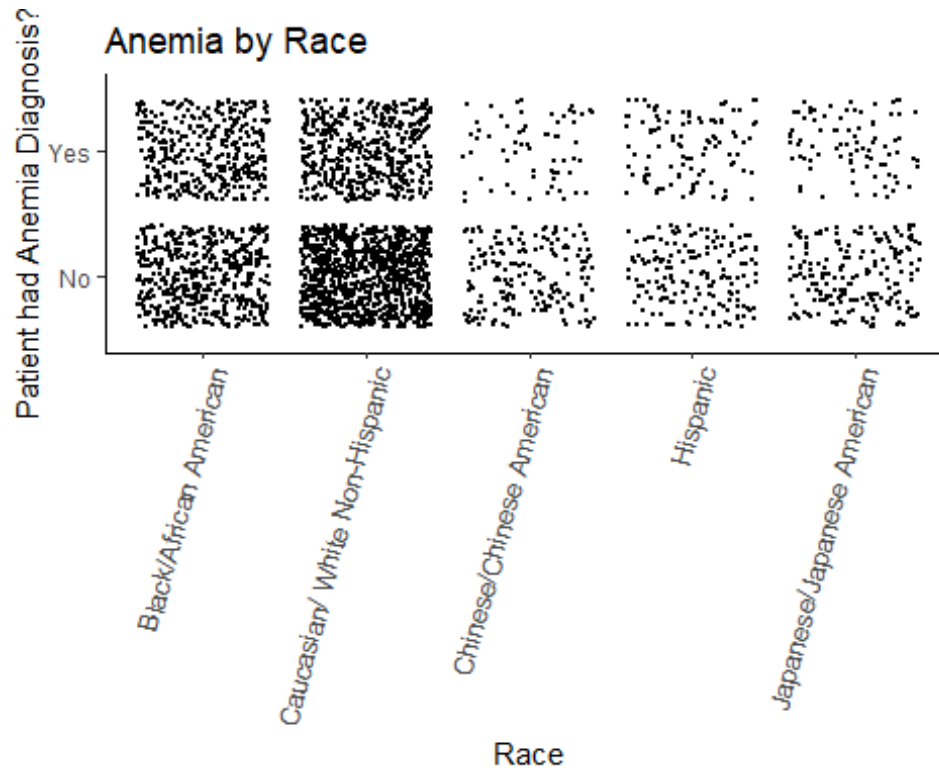 Anemia by Race
Patient had Anemia Diagnosis?
Yes
No
Black/African American
Caucasian/ White Non-Hispanic
Chinese/Chinese American
Hispanic
Japanese/Japanese American
Race